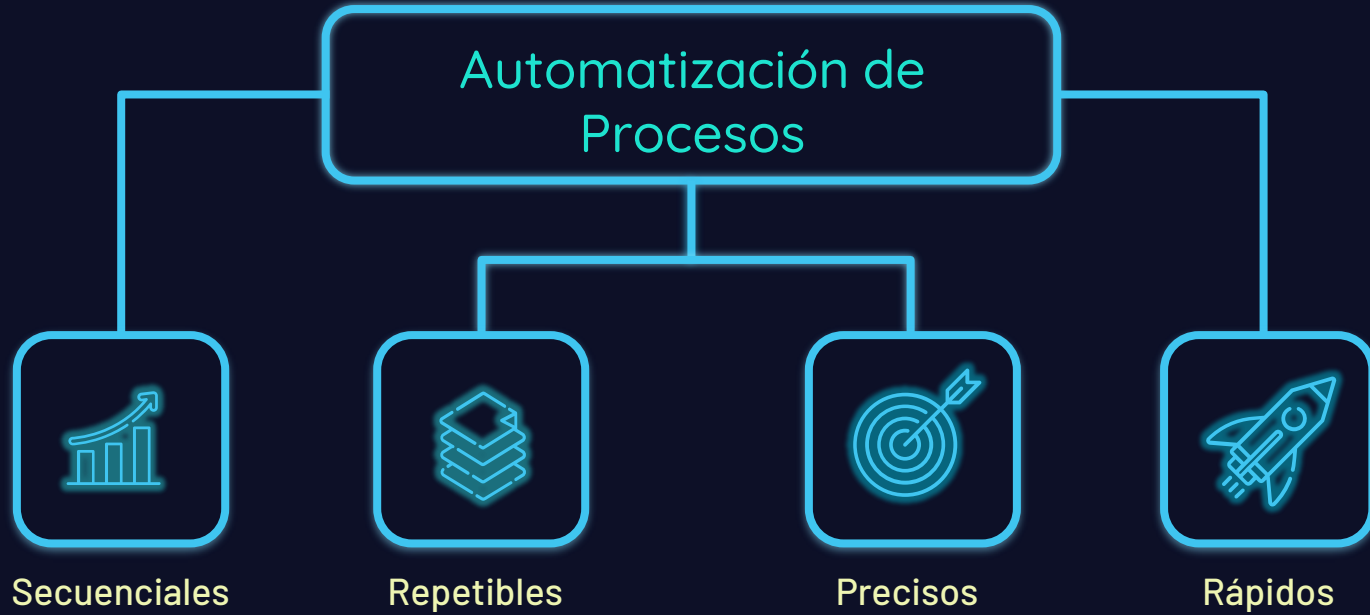 Automatización de
Procesos
Secuenciales
Repetibles
Precisos
Rápidos